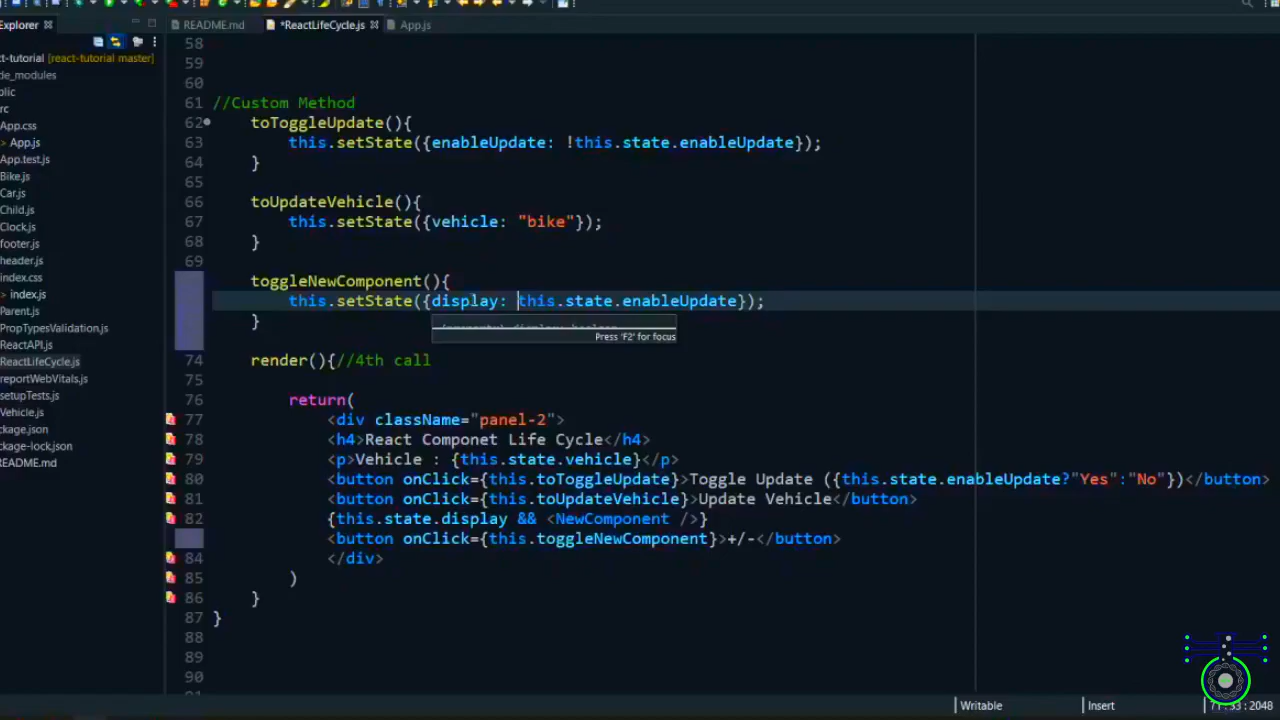 Explorer
README.md
*ReactLifeCycle.js
App.js
ct-tutorial [react-tutorial master]
de_modules
blic
rc
App.css
App.js
App.test.js
Bike.js
Car.js
Child.js
Clock.js
footer.js
header.js
index.css
index.js
Parent.js
PropTypesValidation.js
ReactAPI.js
ReactLifeCycle.js
reportWebVitals.js
setupTests.js
Vehicle.js
ckage.json
ckage-lock.json
README.md
58
59
60
61 //Custom Method
62 toToggleUpdate(){
63 this.setState({enableUpdate: !this.state.enableUpdate});
64 }
65
66 toUpdateVehicle(){
67 this.setState({vehicle: "bike"});
68 }
69
toggleNewComponent(){
this.setState({display: this.state.enableUpdate});
}
Press 'F2' for focus
74 render(){//4th call
75
76 return(
77 <div className="panel-2">
78 <h4>React Componet Life Cycle</h4>
79 <p>Vehicle : {this.state.vehicle}</p>
80 <button onClick={this.toToggleUpdate}>Toggle Update ({this.state.enableUpdate?"Yes":"No"})</button>
81 <button onClick={this.toUpdateVehicle}>Update Vehicle</button>
82 {this.state.display && <NewComponent />}
<button onClick={this.toggleNewComponent}>+/-</button>
84 </div>
85 )
86 }
87 }
88
89
90
Writable
Insert
71:33:2048